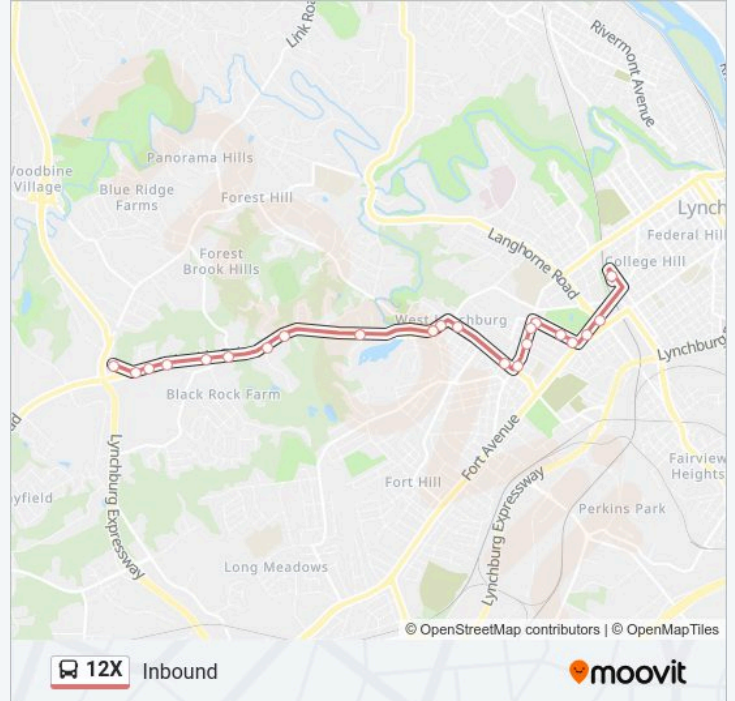 Link Roa
Rivermont Avenue
Panorama Hills
Woodbine
Village
Blue Ridge
Farms
Forest Hill
Lynch
Federal Hill
Langhorne Road
College Hill
Forest
Brook Hills
West Lynchburg
Lynchburg
Black Rock Farm
Fort Avenue
Lynchburg Expressway
Fairview
Heights
ayfield
Fort Hill
Lynchburg Expressway
Perkins Park
Long Meadows
© OpenStreetMap contributors | © OpenMapTiles
12X Inbound
moovit